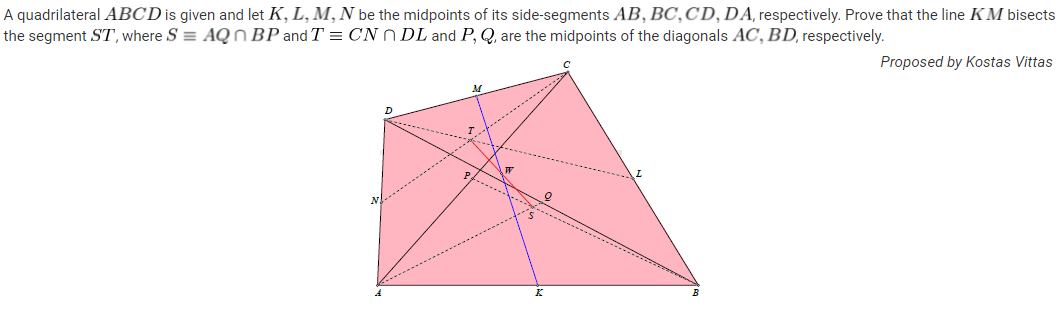 A quadrilateral ABCD is given and let K, L, M, N be the midpoints of its side-segments AB, BC, CD, DA, respectively. Prove that the line KM bisects
the segment ST, where S ≡ AQ ∩ BP and T ≡ CN ∩ DL and P, Q, are the midpoints of the diagonals AC, BD, respectively.
Proposed by Kostas Vittas
C
M
D
T
W
P
L
N
Q
S
A
K
B